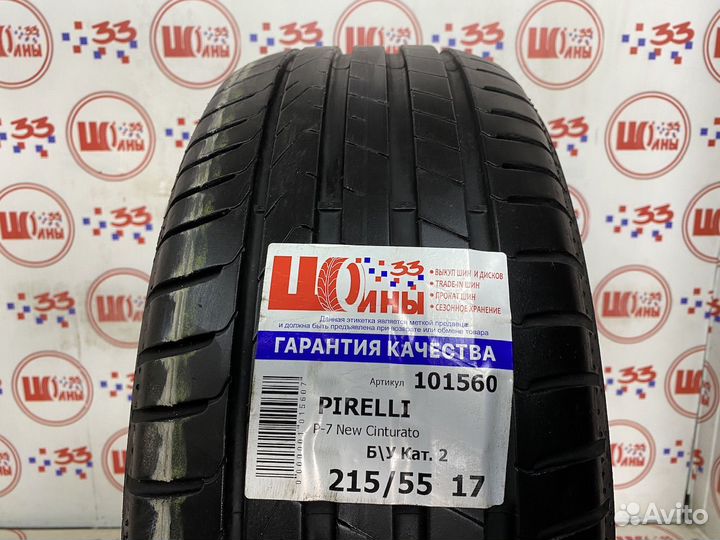 ШИНЫ 33
• ВЫКУП ШИН И ДИСКОВ
• TRADE-IN ШИН
• ПРОКАТ ШИН
• СЕЗОННОЕ ХРАНЕНИЕ
Данная этикетка является меткой продавца
и должна быть предъявлена при возврате или обмене товара
ГАРАНТИЯ КАЧЕСТВА
Артикул 101560
PIRELLI
P-7 New Cinturato
Б\У Кат. 2
215/55 17
Avito